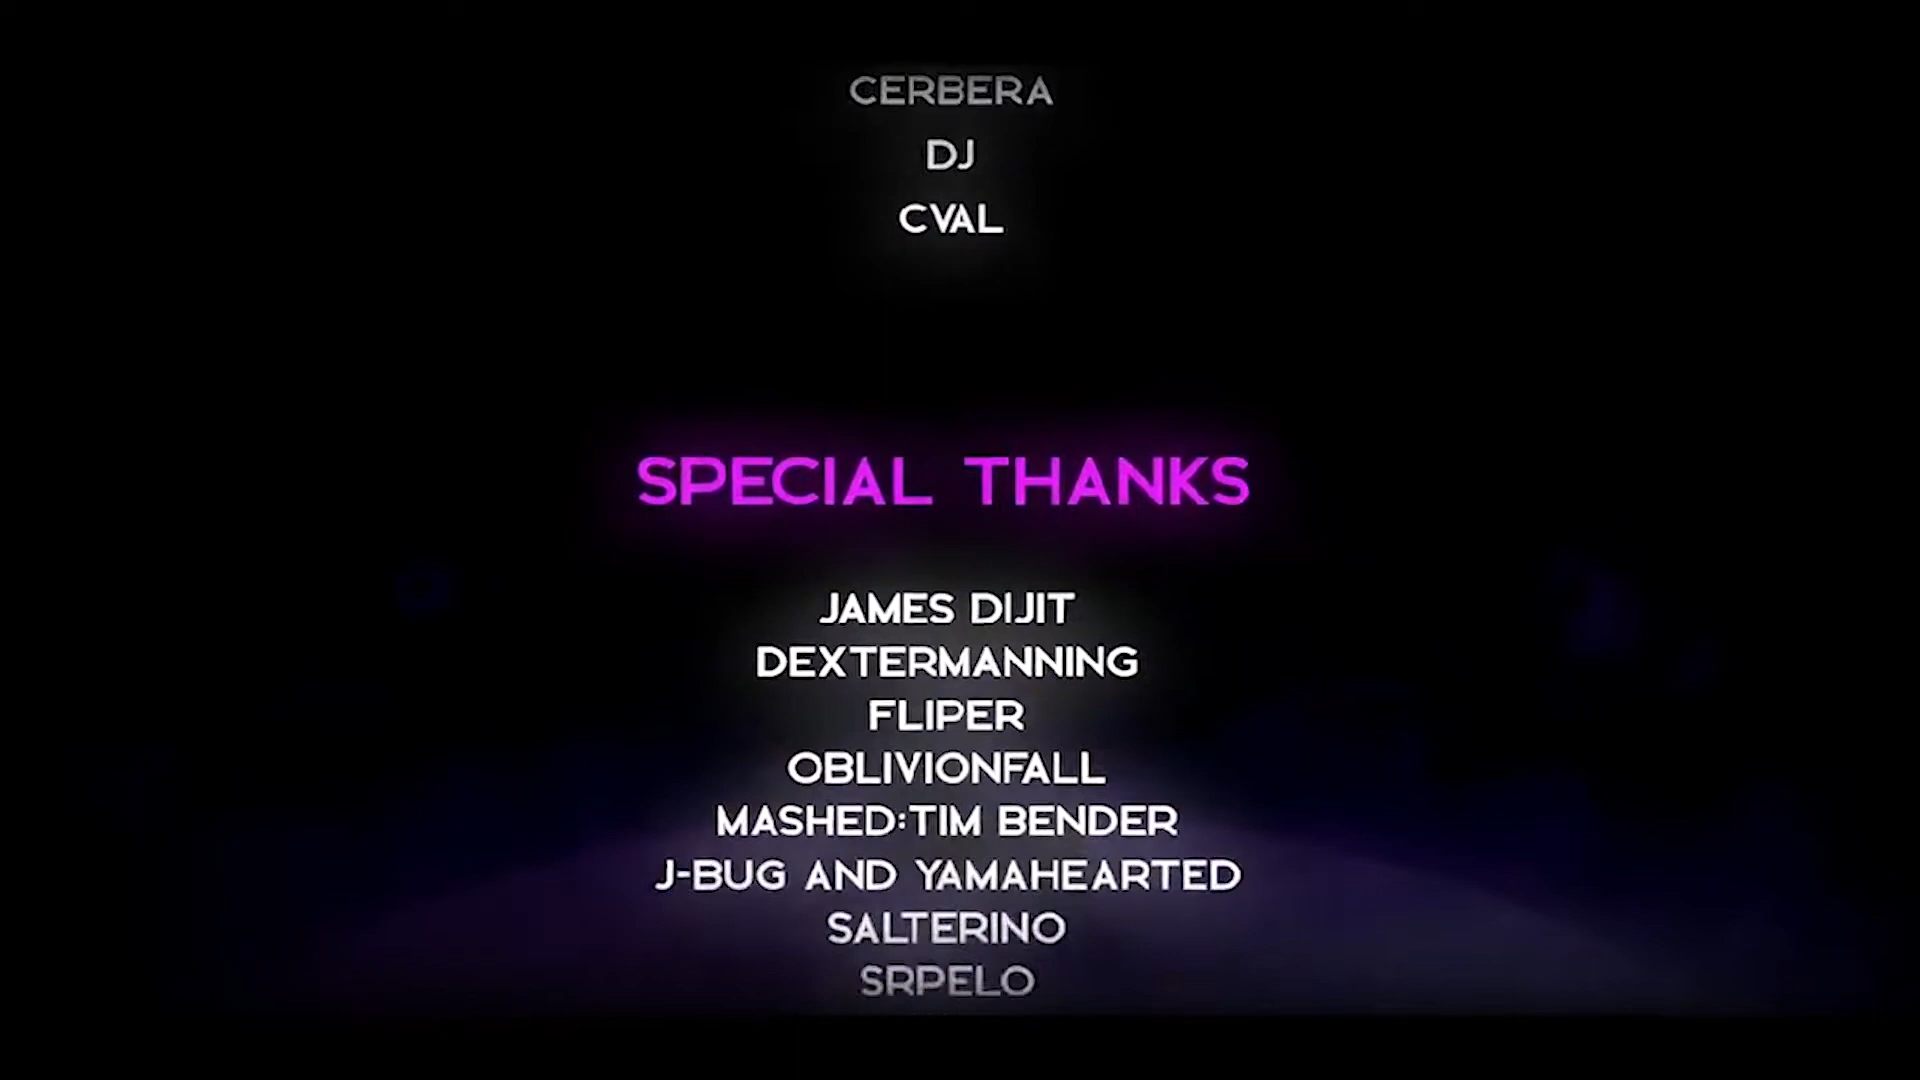 CERBERA
DJ
CVAL
SPECIAL THANKS
JAMES DIJIT
DEXTERMANNING
FLIPER
OBLIVIONFALL
MASHED:TIM BENDER
J-BUG AND YAMAHEARTED
SALTERINO
SRPELO